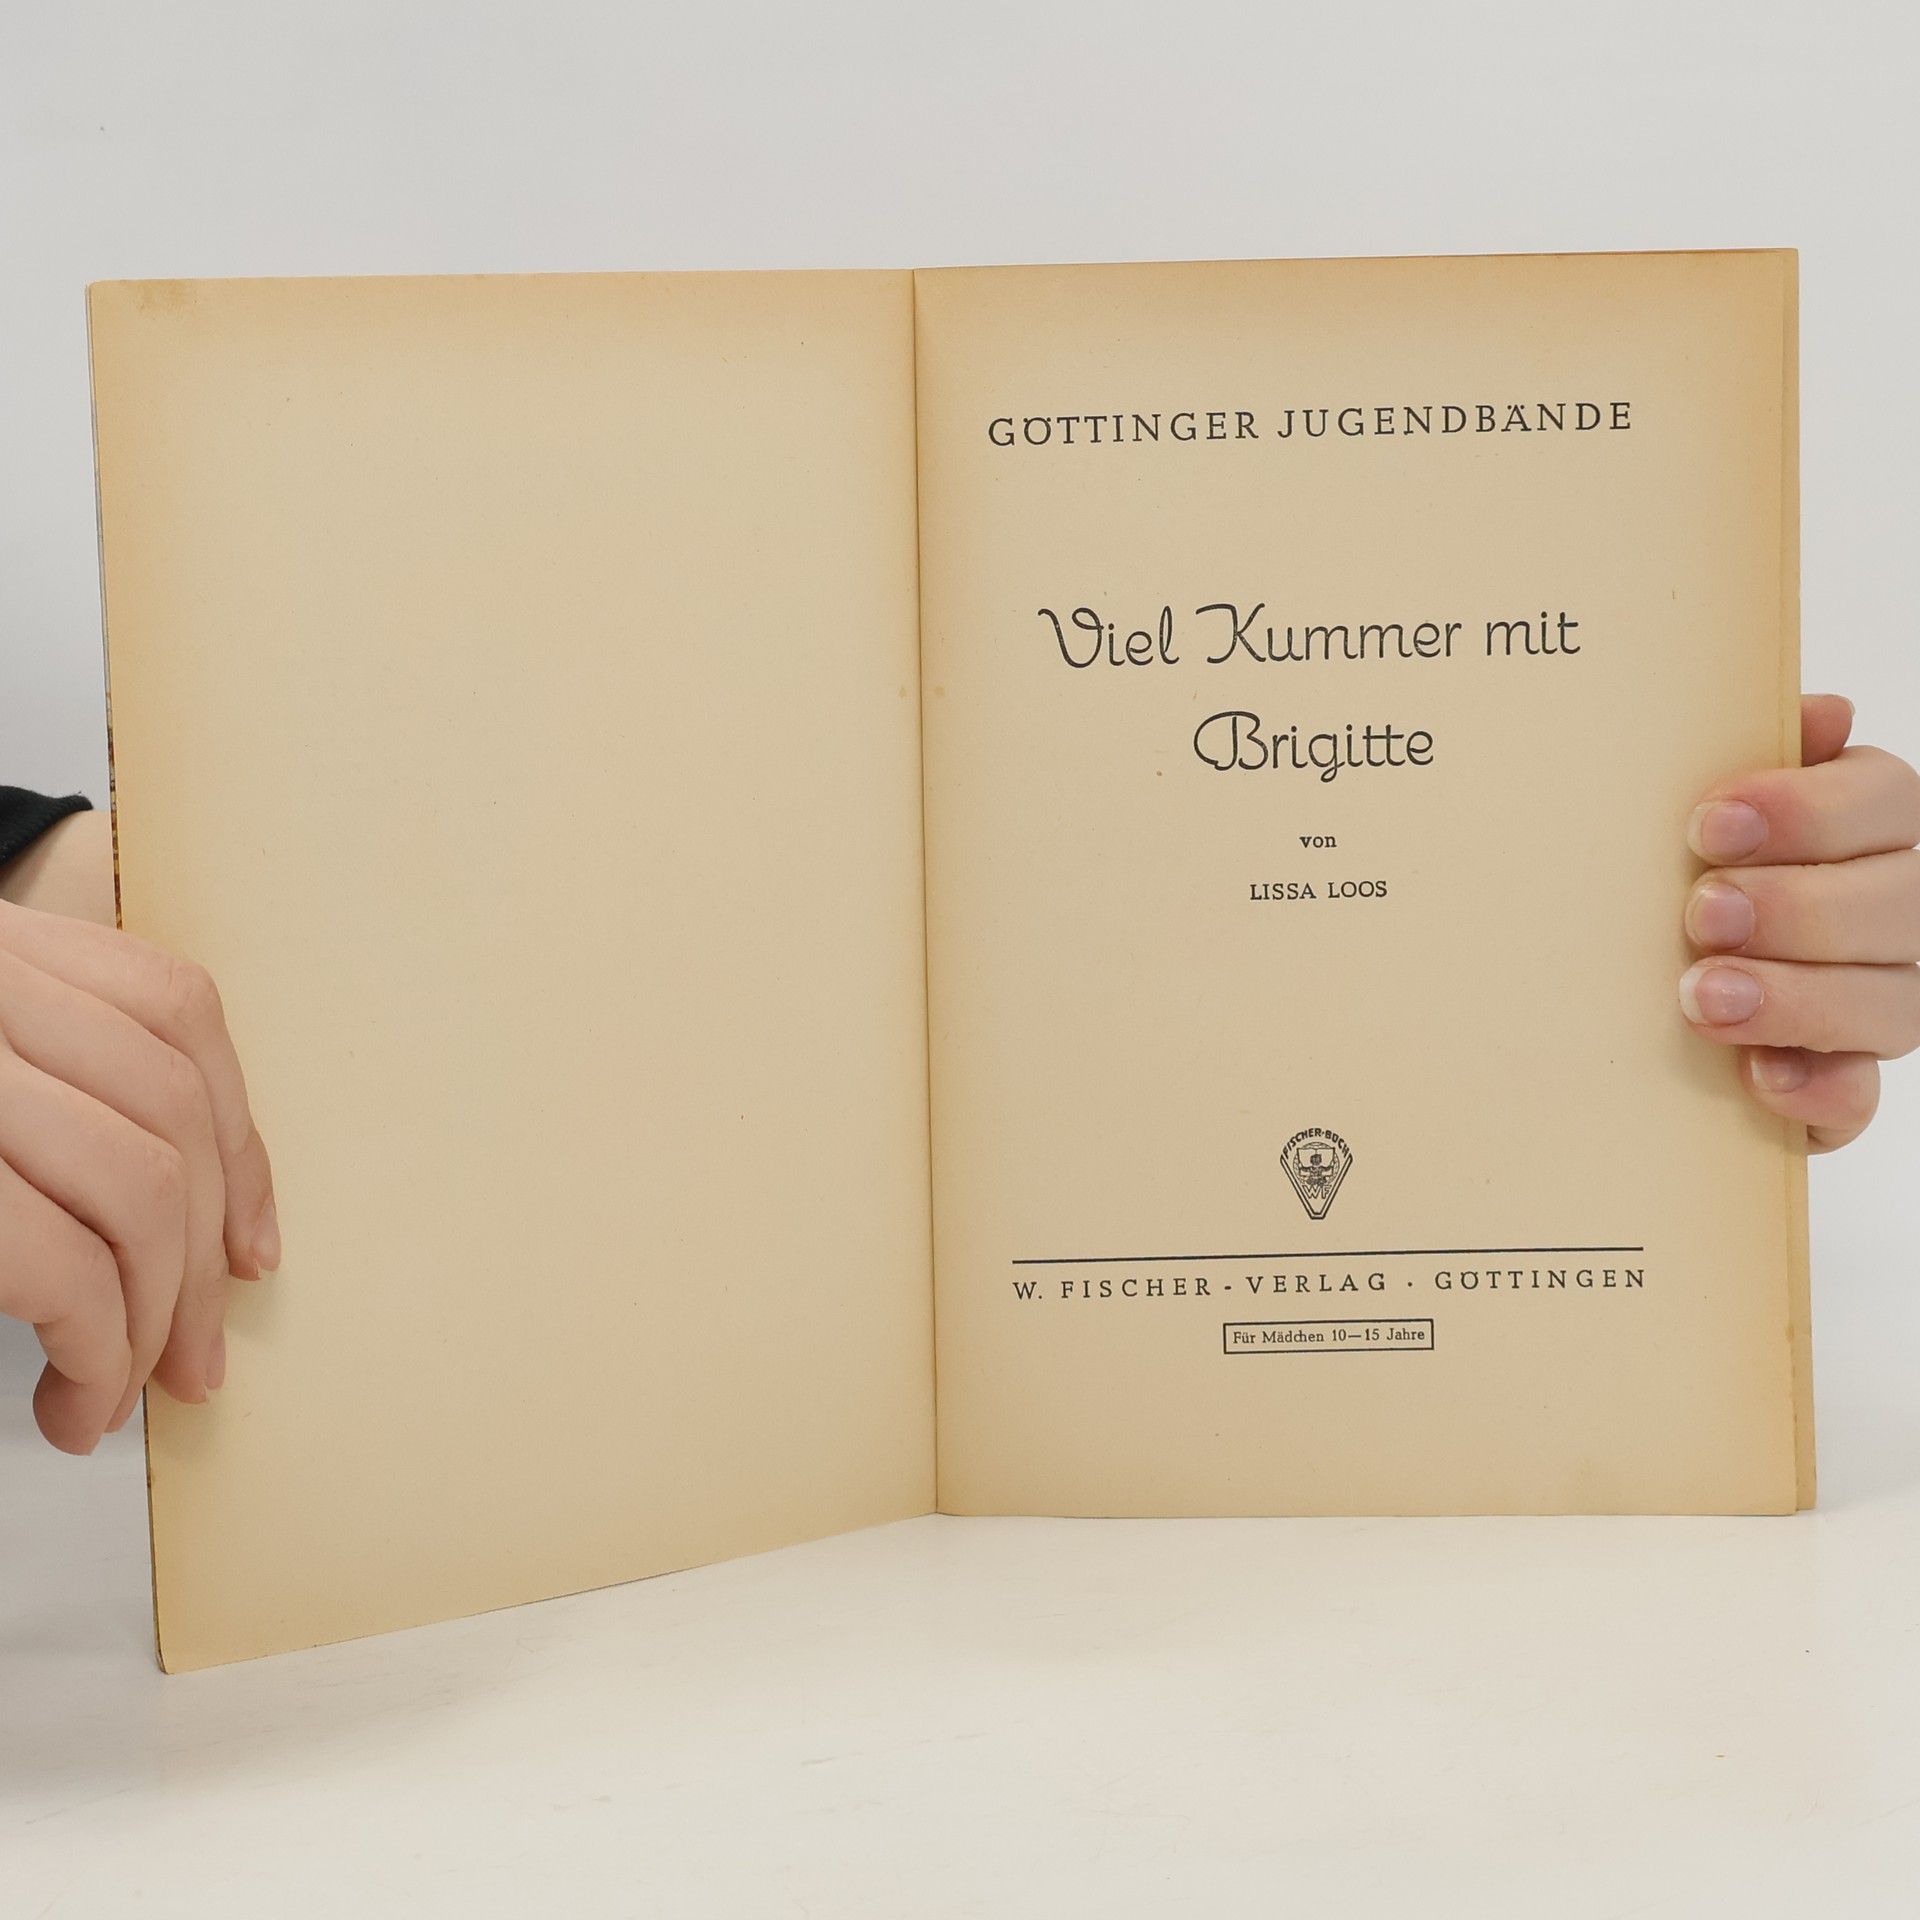 GÖTTINGER JUGENDBÄNDE
Viel Kummer mit
Brigitte
von
LISSA LOOS
FISCHER-BUCH
WF
W. FISCHER - VERLAG · GÖTTINGEN
Für Mädchen 10—15 Jahre